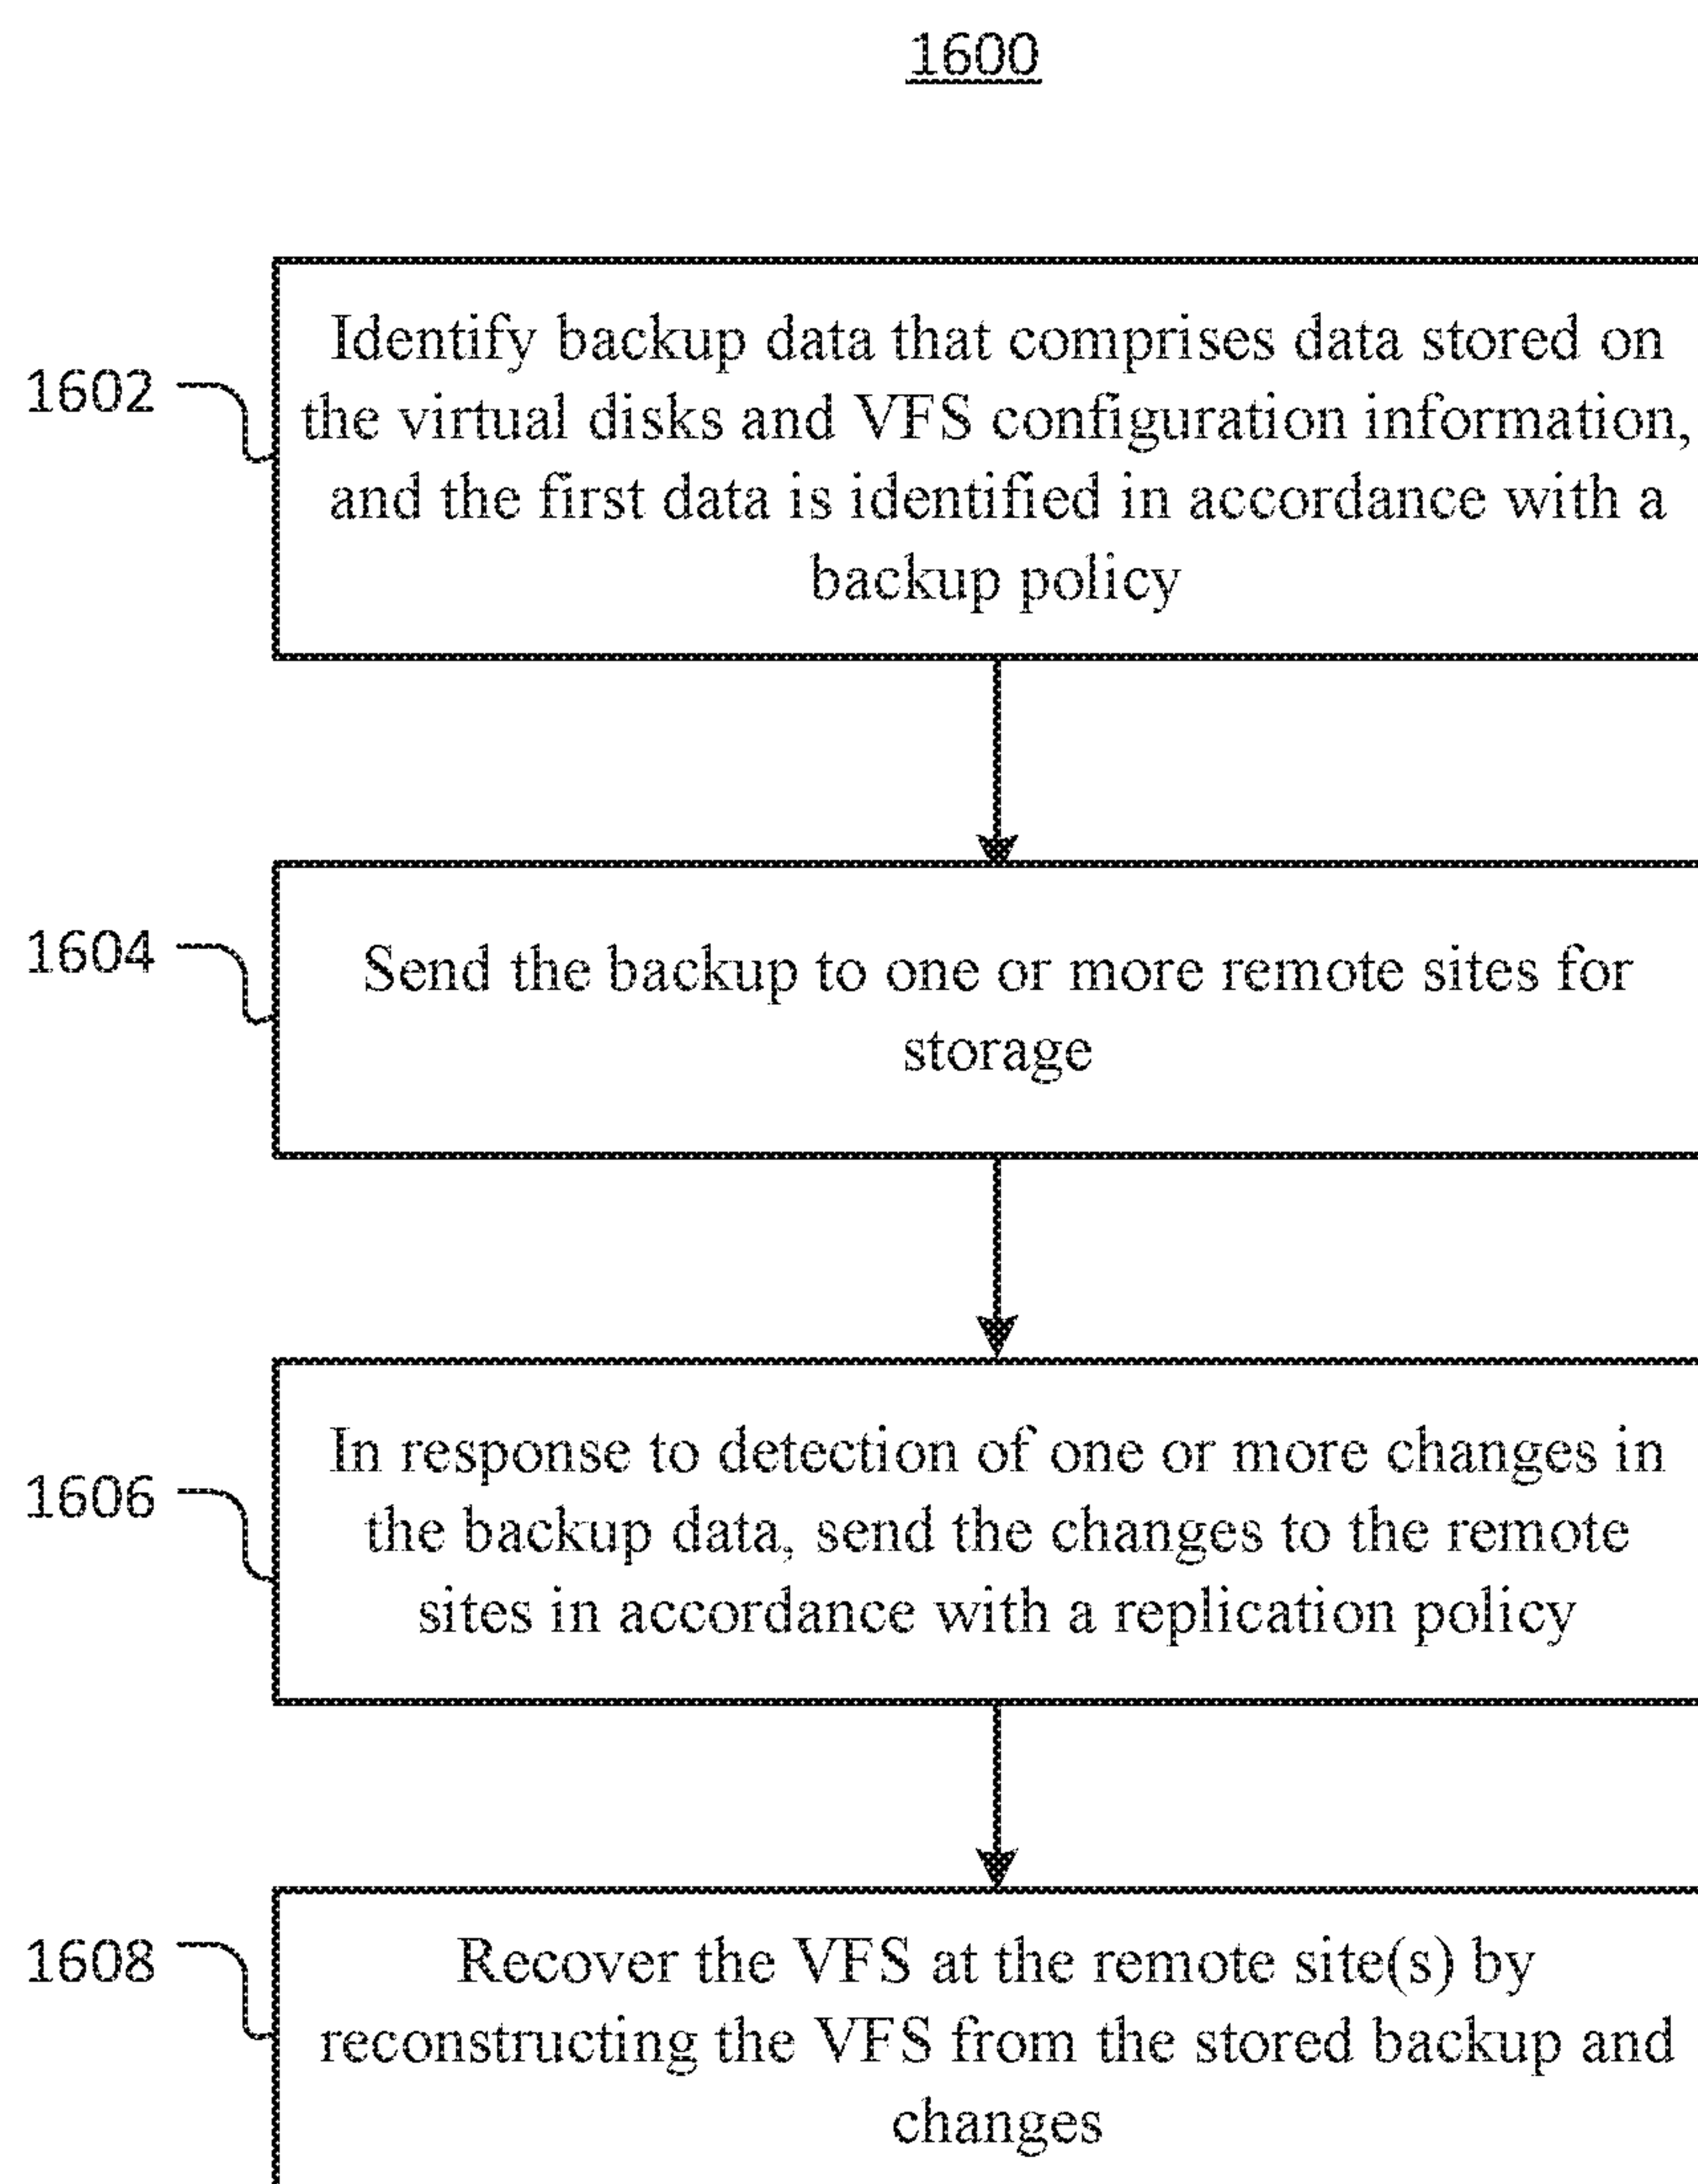 1600
1602
Identify backup data that comprises data stored on
the virtual disks and VFS configuration information,
and the first data is identified in accordance with a
backup policy
1604
Send the backup to one or more remote sites for
storage
1606
In response to detection of one or more changes in
the backup data, send the changes to the remote
sites in accordance with a replication policy
1608
Recover the VFS at the remote site(s) by
reconstructing the VFS from the stored backup and
changes